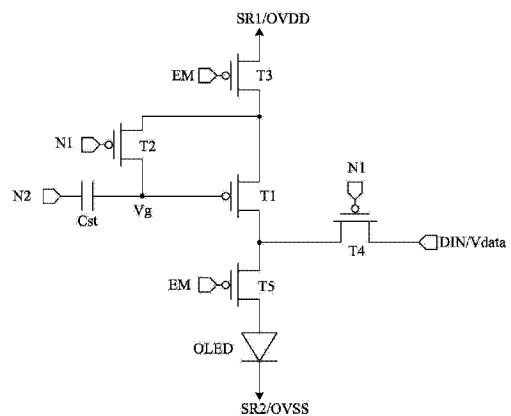 SR1/OVDD
EM
T3
N1
T2
N1
N2
Cst
Vg
T1
DIN/Vdata
T4
EM
T5
OLED
SR2/OVSS